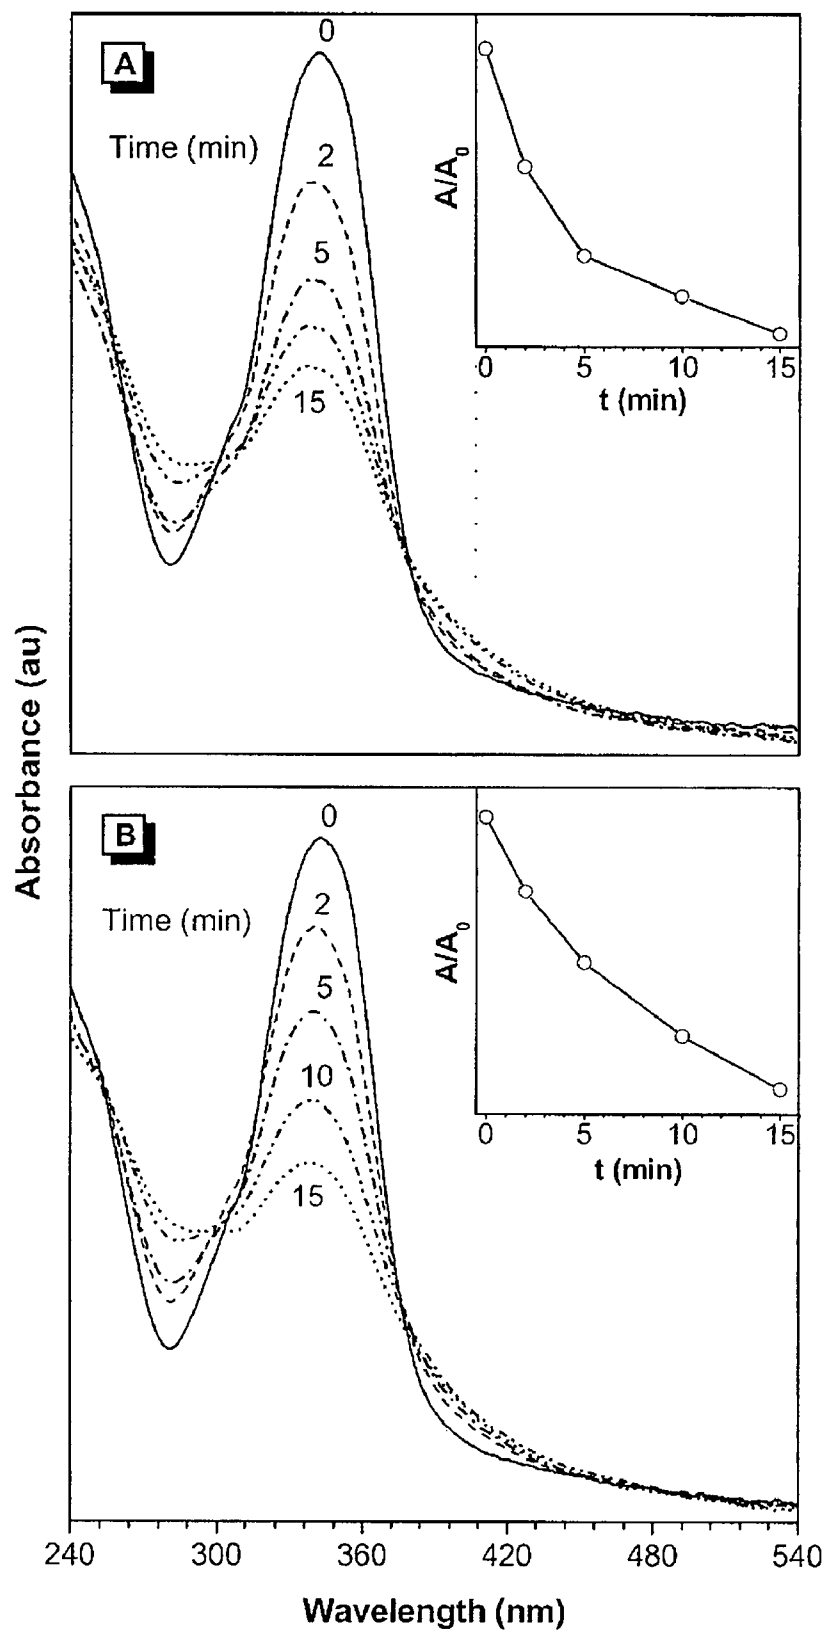 A
Time (min)
0
2
5
15
A/A0
0 5 10 15
t (min)
Absorbance (au)
B
Time (min)
0
2
5
10
15
A/A0
0 5 10 15
t (min)
240 300 360 420 480 540
Wavelength (nm)